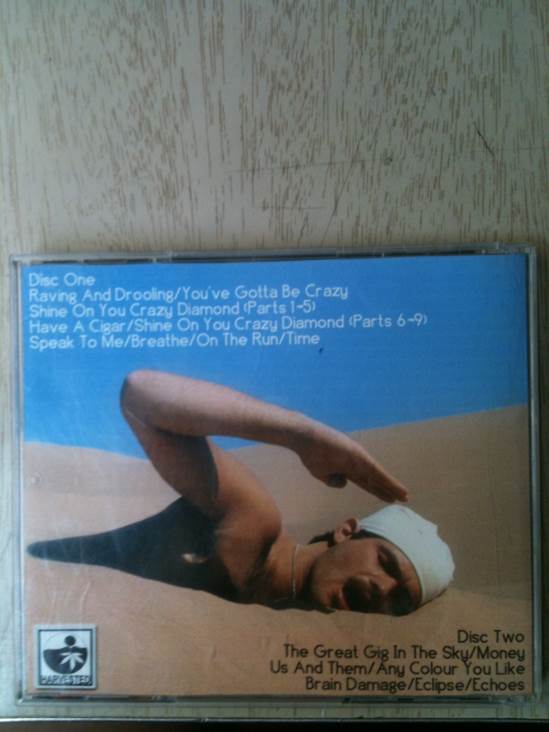 Disc One
Raving And Drooling/You've Gotta Be Crazy
Shine On You Crazy Diamond (Parts 1-5)
Have A Cigar/Shine On You Crazy Diamond (Parts 6-9)
Speak To Me/Breathe/On The Run/Time
HARVESTED
Disc Two
The Great Gig In The Sky/Money
Us And Them/Any Colour You Like
Brain Damage/Eclipse/Echoes